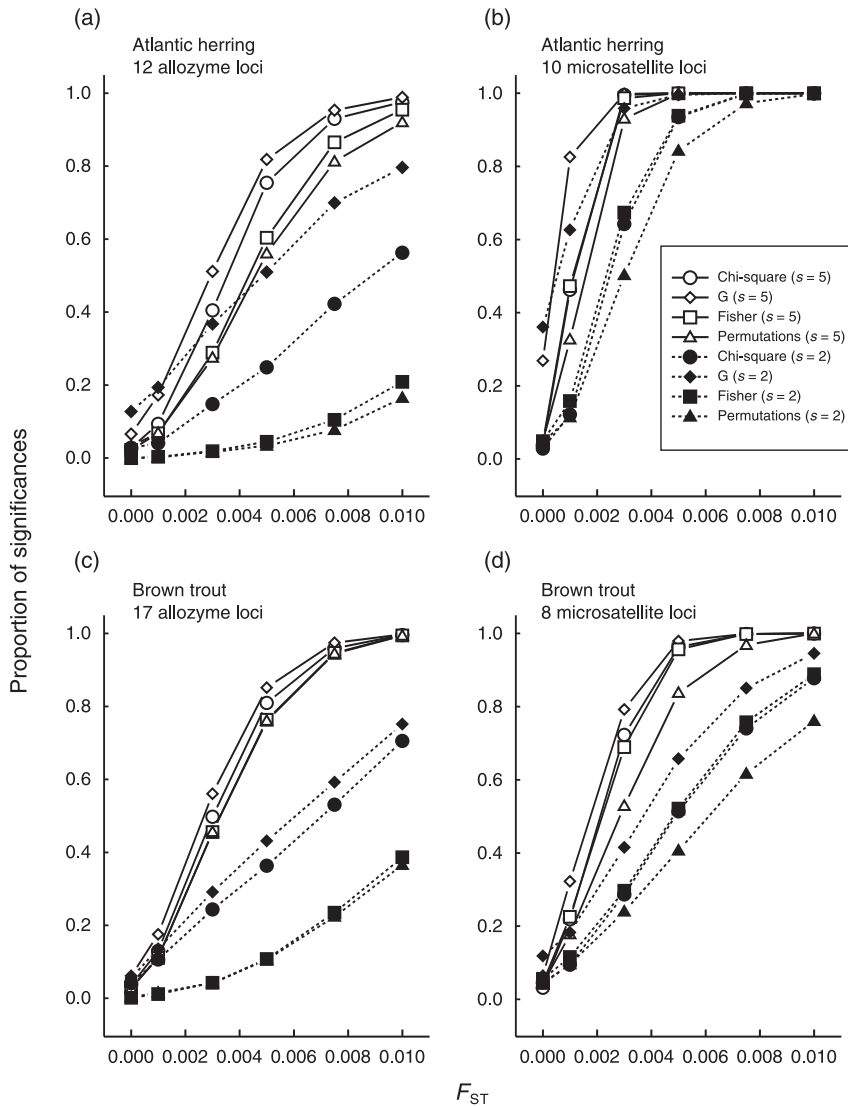 (a)
Atlantic herring
12 allozyme loci
1.0
0.8
0.6
0.4
0.2
0.0
0.000 0.002 0.004 0.006 0.008 0.010
(b)
Atlantic herring
10 microsatellite loci
1.0
0.8
0.6
0.4
0.2
0.0
0.000 0.002 0.004 0.006 0.008 0.010
Chi-square (s = 5)
G (s = 5)
Fisher (s = 5)
Permutations (s = 5)
Chi-square (s = 2)
G (s = 2)
Fisher (s = 2)
Permutations (s = 2)
Proportion of significances
(c)
Brown trout
17 allozyme loci
1.0
0.8
0.6
0.4
0.2
0.0
0.000 0.002 0.004 0.006 0.008 0.010
(d)
Brown trout
8 microsatellite loci
1.0
0.8
0.6
0.4
0.2
0.0
0.000 0.002 0.004 0.006 0.008 0.010
FST